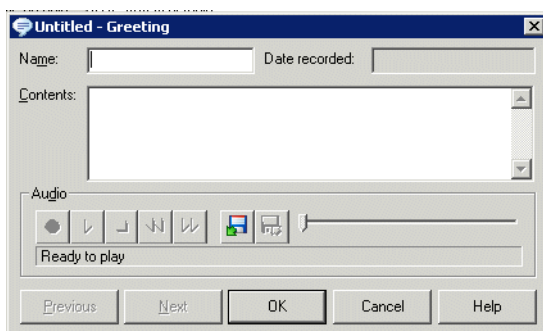 Untitled - Greeting
Name: Date recorded:
Contents:
Audio
Ready to play
Previous Next OK Cancel Help